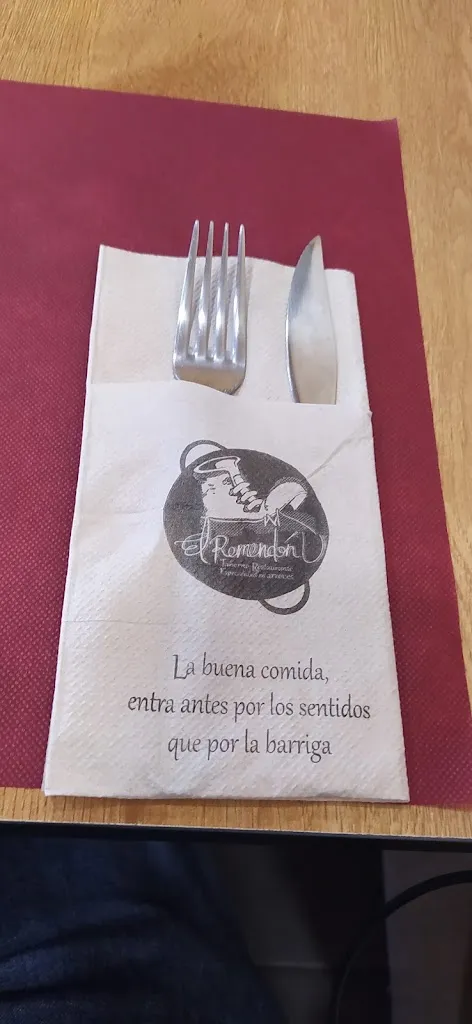 El Remendón
Taberna - Restaurante
Especialidad en arroces
La buena comida,
entra antes por los sentidos
que por la barriga